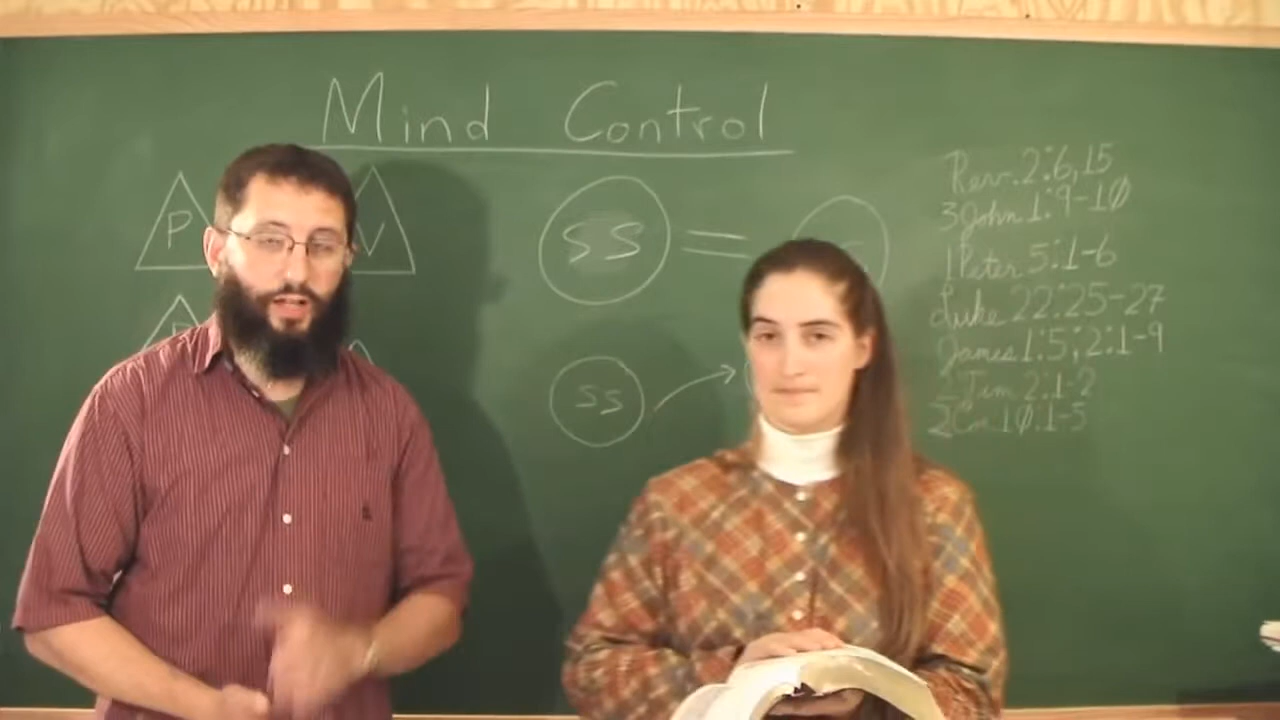 Mind Control
P V
SS =
P
SS
Rev. 2:6,15
3John 1:9-10
1Peter 5:1-6
Luke 22:25-27
James 1:5; 2:1-9
2Tim 2:1-2
2Cor 10:1-5